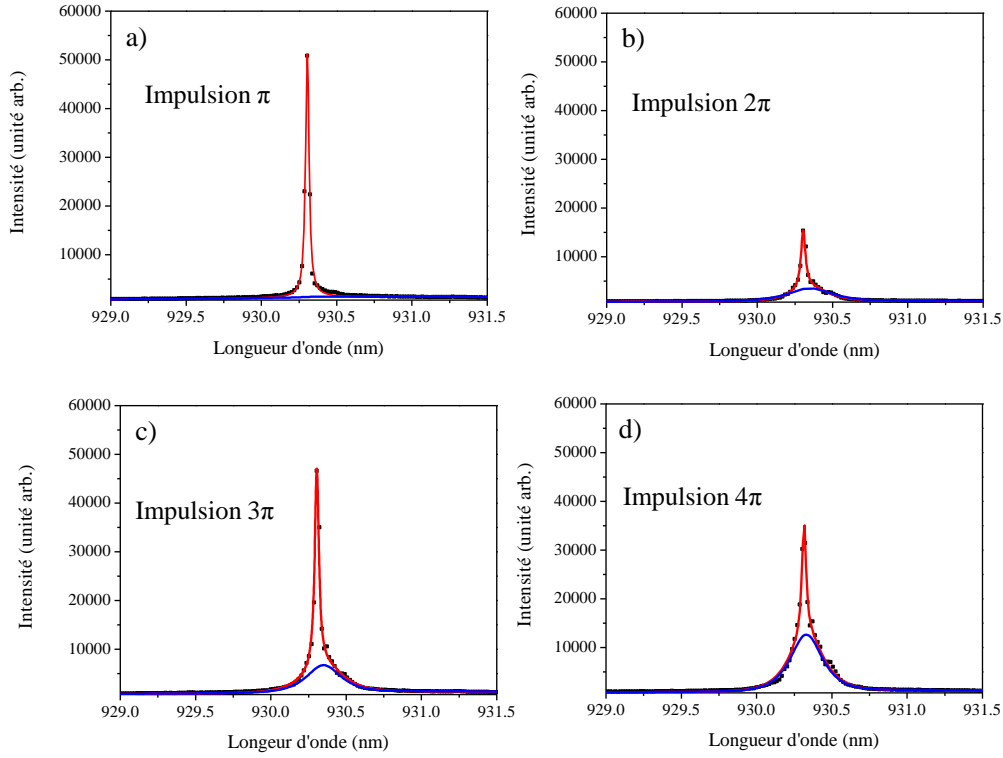 60000
50000
40000
30000
20000
10000
Intensité (unité arb.)
a)
Impulsion π
929.0 929.5 930.0 930.5 931.0 931.5
Longueur d'onde (nm)
60000
50000
40000
30000
20000
10000
Intensité (unité arb.)
b)
Impulsion 2π
929.0 929.5 930.0 930.5 931.0 931.5
Longueur d'onde (nm)
60000
50000
40000
30000
20000
10000
Intensité (unité arb.)
c)
Impulsion 3π
929.0 929.5 930.0 930.5 931.0 931.5
Longueur d'onde (nm)
60000
50000
40000
30000
20000
10000
Intensité (unité arb.)
d)
Impulsion 4π
929.0 929.5 930.0 930.5 931.0 931.5
Longueur d'onde (nm)